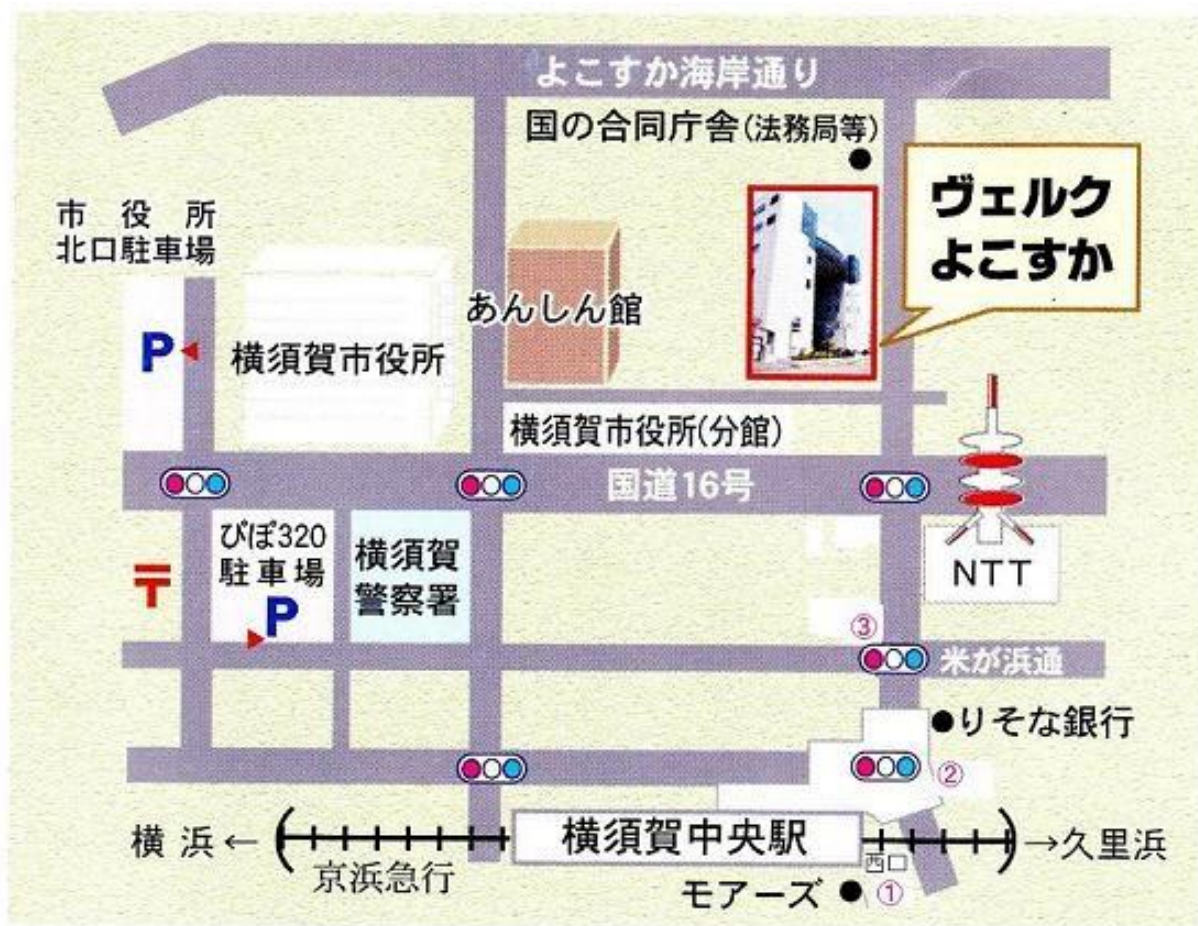 よこすか海岸通り
国の合同庁舎(法務局等)
ヴェルク
よこすか
市役所
北口駐車場
P
横須賀市役所
あんしん館
横須賀市役所(分館)
国道16号
ぴぽ320
駐車場
P
横須賀
警察署
〒
NTT
③
米が浜通
●りそな銀行
②
横浜←
京浜急行
横須賀中央駅
→久里浜
西口
モアーズ●
①